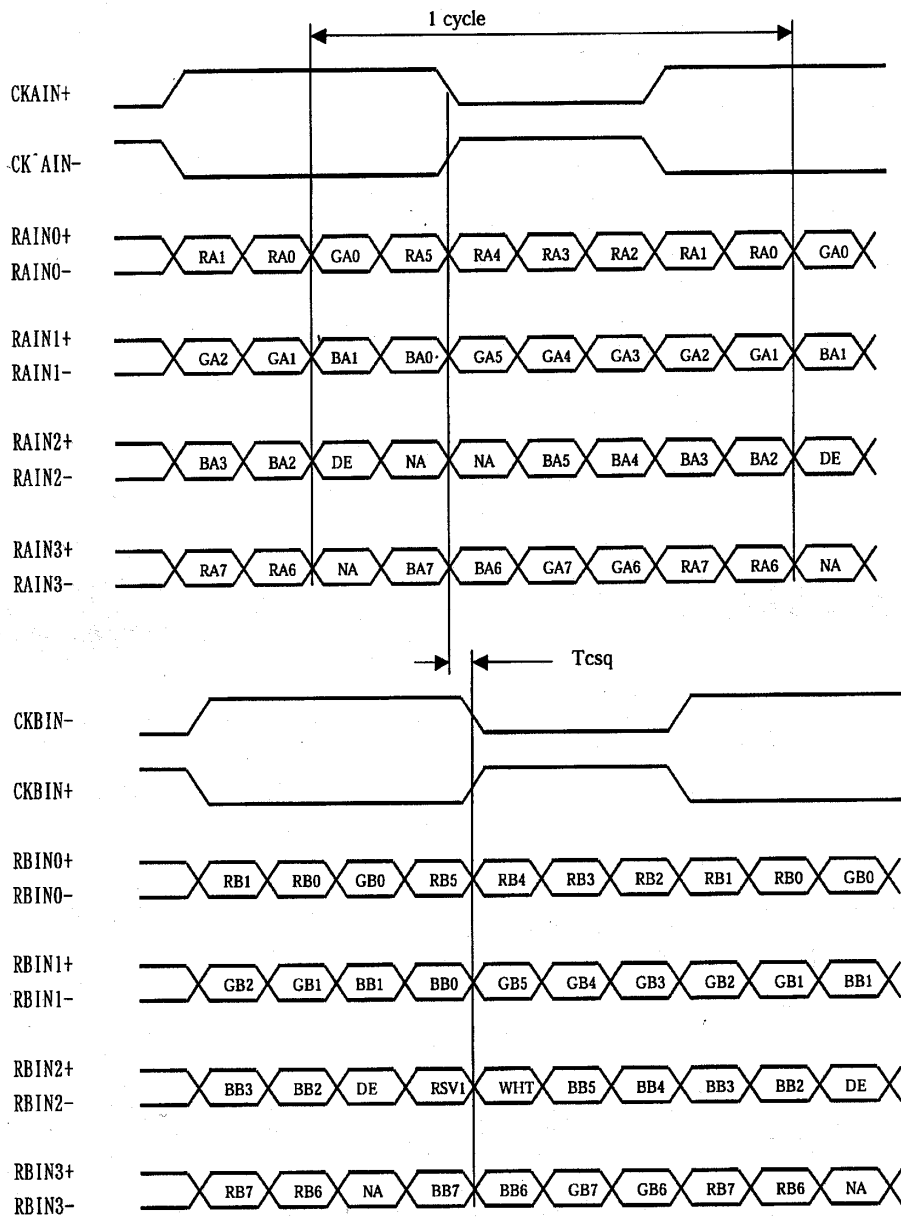 1 cycle
CKAIN+
CK-AIN-
RAIN0+
RA1 RA0 GA0 RA5 RA4 RA3 RA2 RA1 RA0 GA0
RAIN0-
RAIN1+
GA2 GA1 BA1 BA0 GA5 GA4 GA3 GA2 GA1 BA1
RAIN1-
RAIN2+
BA3 BA2 DE NA NA BA5 BA4 BA3 BA2 DE
RAIN2-
RAIN3+
RA7 RA6 NA BA7 BA6 GA7 GA6 RA7 RA6 NA
RAIN3-
Tcsq
CKBIN-
CKBIN+
RBIN0+
RB1 RB0 GB0 RB5 RB4 RB3 RB2 RB1 RB0 GB0
RBIN0-
RBIN1+
GB2 GB1 BB1 BB0 GB5 GB4 GB3 GB2 GB1 BB1
RBIN1-
RBIN2+
BB3 BB2 DE RSV1 WHT BB5 BB4 BB3 BB2 DE
RBIN2-
RBIN3+
RB7 RB6 NA BB7 BB6 GB7 GB6 RB7 RB6 NA
RBIN3-